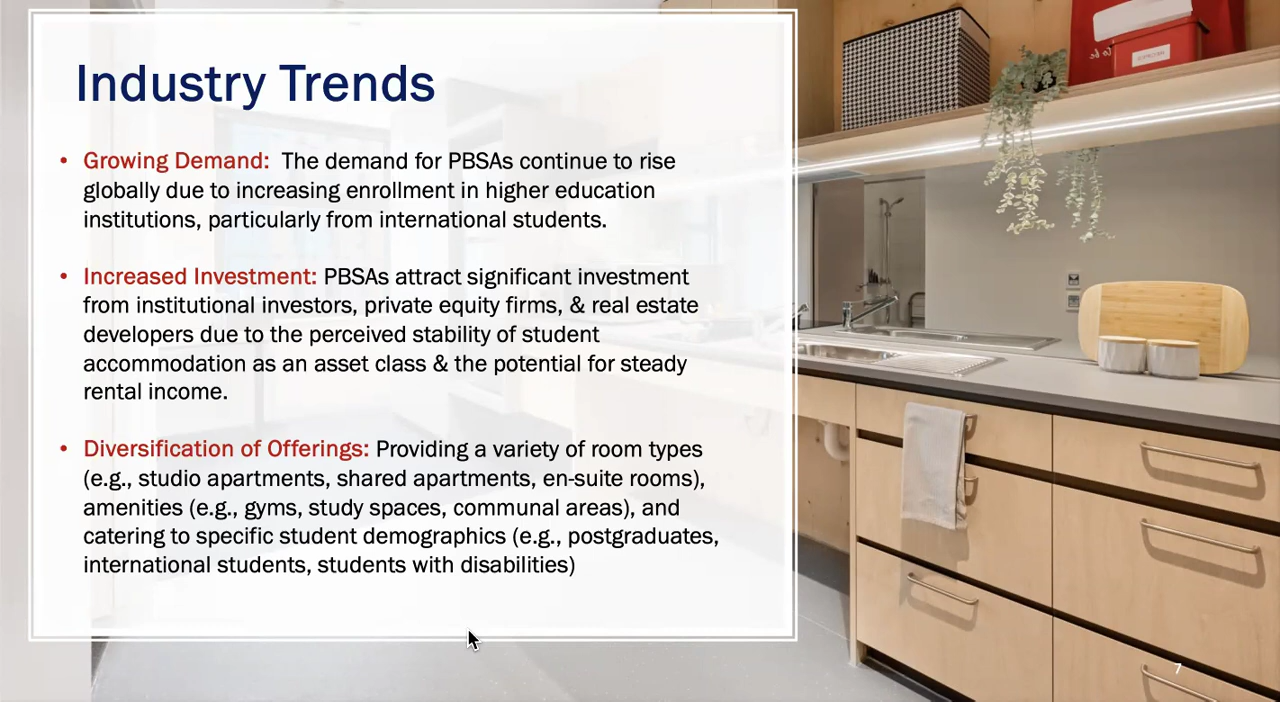 Industry Trends
• Growing Demand:  The demand for PBSAs continue to rise
globally due to increasing enrollment in higher education
institutions, particularly from international students.
• Increased Investment: PBSAs attract significant investment
from institutional investors, private equity firms, & real estate
developers due to the perceived stability of student
accommodation as an asset class & the potential for steady
rental income.
• Diversification of Offerings: Providing a variety of room types
(e.g., studio apartments, shared apartments, en-suite rooms),
amenities (e.g., gyms, study spaces, communal areas), and
catering to specific student demographics (e.g., postgraduates,
international students, students with disabilities)
7